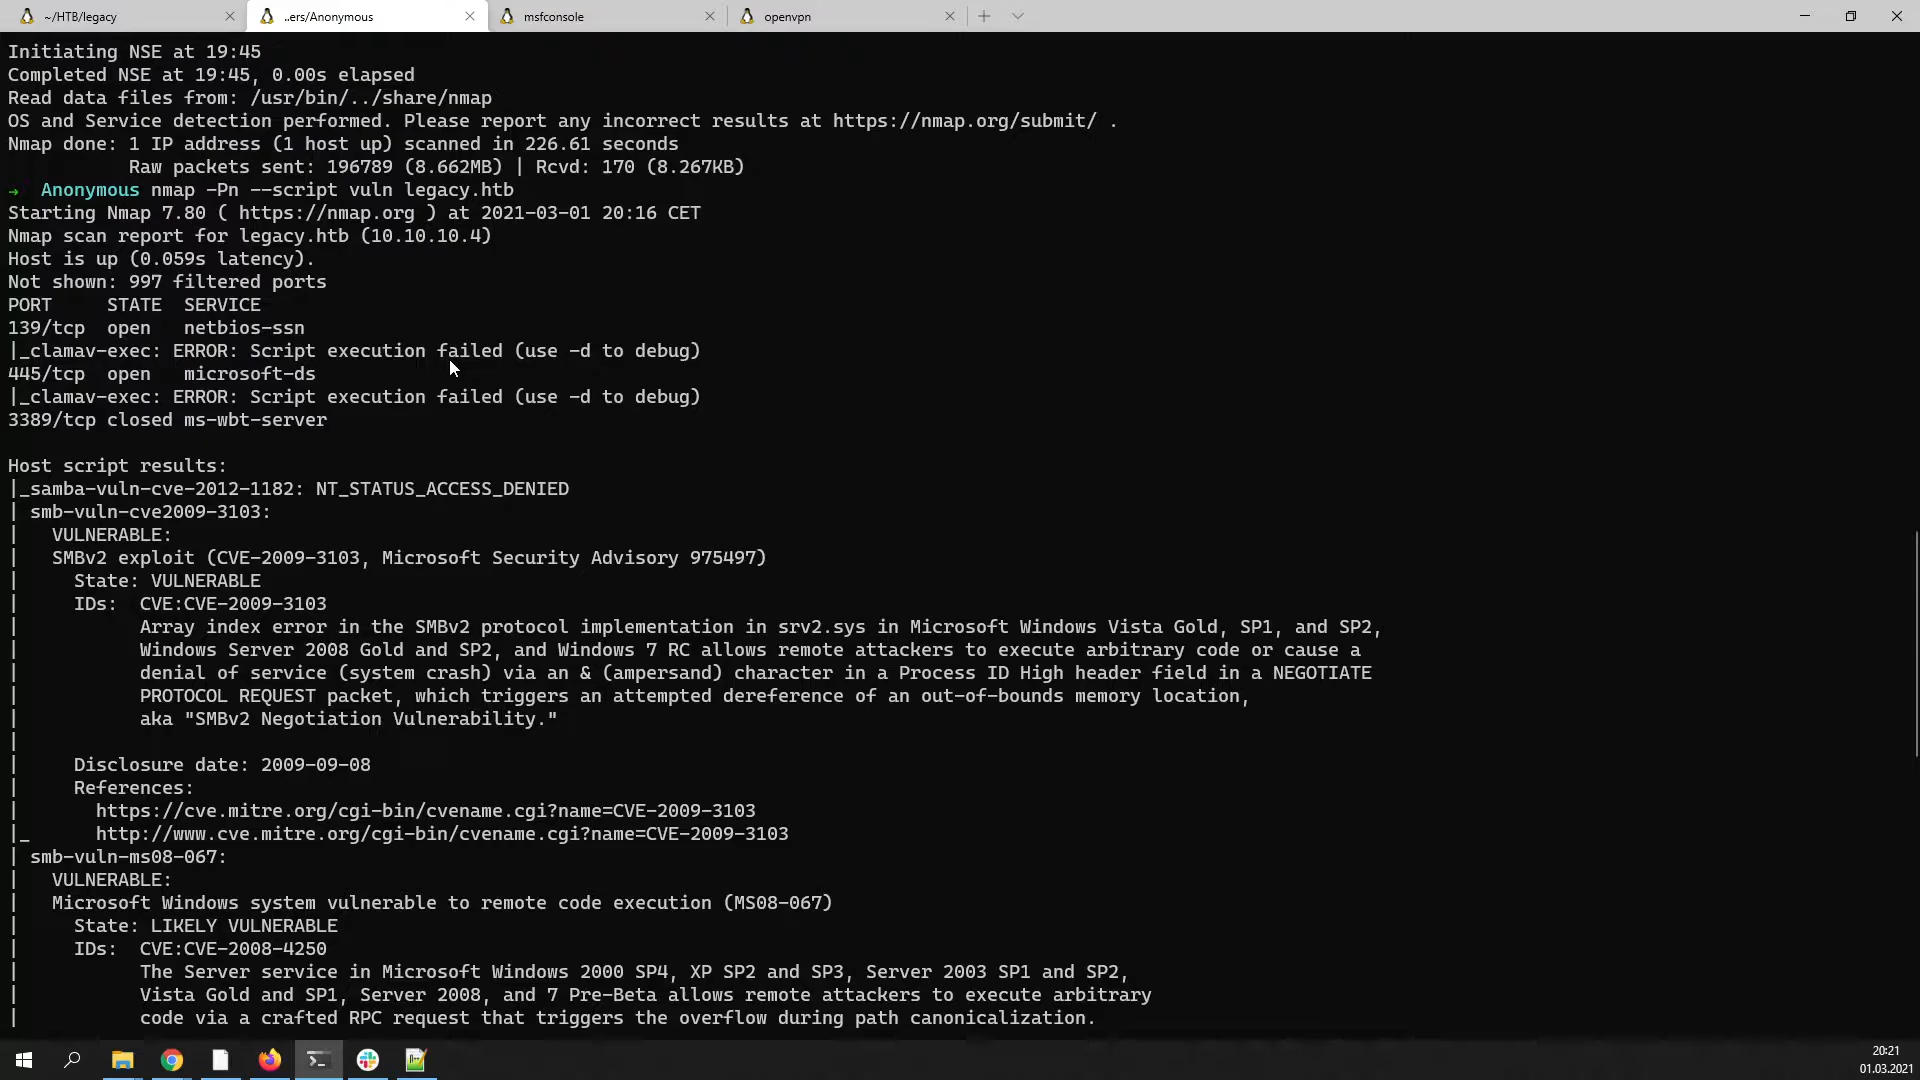 ~/HTB/legacy
..ers/Anonymous
msfconsole
openvpn
Initiating NSE at 19:45
Completed NSE at 19:45, 0.00s elapsed
Read data files from: /usr/bin/../share/nmap
OS and Service detection performed. Please report any incorrect results at https://nmap.org/submit/ .
Nmap done: 1 IP address (1 host up) scanned in 226.61 seconds
           Raw packets sent: 196789 (8.662MB) | Rcvd: 170 (8.267KB)
→  Anonymous nmap -Pn --script vuln legacy.htb
Starting Nmap 7.80 ( https://nmap.org ) at 2021-03-01 20:16 CET
Nmap scan report for legacy.htb (10.10.10.4)
Host is up (0.059s latency).
Not shown: 997 filtered ports
PORT     STATE  SERVICE
139/tcp  open   netbios-ssn
|_clamav-exec: ERROR: Script execution failed (use -d to debug)
445/tcp  open   microsoft-ds
|_clamav-exec: ERROR: Script execution failed (use -d to debug)
3389/tcp closed ms-wbt-server
Host script results:
|_samba-vuln-cve-2012-1182: NT_STATUS_ACCESS_DENIED
| smb-vuln-cve2009-3103:
|   VULNERABLE:
|   SMBv2 exploit (CVE-2009-3103, Microsoft Security Advisory 975497)
|     State: VULNERABLE
|     IDs:  CVE:CVE-2009-3103
|           Array index error in the SMBv2 protocol implementation in srv2.sys in Microsoft Windows Vista Gold, SP1, and SP2,
|           Windows Server 2008 Gold and SP2, and Windows 7 RC allows remote attackers to execute arbitrary code or cause a
|           denial of service (system crash) via an & (ampersand) character in a Process ID High header field in a NEGOTIATE
|           PROTOCOL REQUEST packet, which triggers an attempted dereference of an out-of-bounds memory location,
|           aka "SMBv2 Negotiation Vulnerability."
|
|     Disclosure date: 2009-09-08
|     References:
|       https://cve.mitre.org/cgi-bin/cvename.cgi?name=CVE-2009-3103
|_      http://www.cve.mitre.org/cgi-bin/cvename.cgi?name=CVE-2009-3103
| smb-vuln-ms08-067:
|   VULNERABLE:
|   Microsoft Windows system vulnerable to remote code execution (MS08-067)
|     State: LIKELY VULNERABLE
|     IDs:  CVE:CVE-2008-4250
|           The Server service in Microsoft Windows 2000 SP4, XP SP2 and SP3, Server 2003 SP1 and SP2,
|           Vista Gold and SP1, Server 2008, and 7 Pre-Beta allows remote attackers to execute arbitrary
|           code via a crafted RPC request that triggers the overflow during path canonicalization.
20:21
01.03.2021